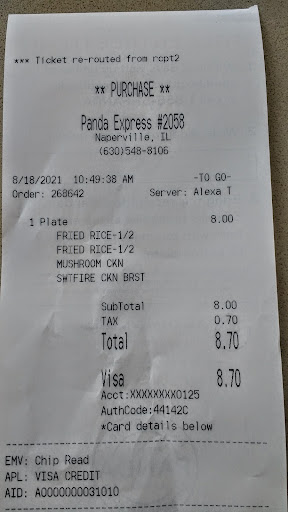 *** Ticket re-routed from rcpt2
** PURCHASE **
Panda Express #2058
Naperville, IL
(630)548-8106
8/18/2021 10:49:38 AM -TO GO-
Order: 268642 Server: Alexa T
1 Plate 8.00
FRIED RICE-1/2
FRIED RICE-1/2
MUSHROOM CKN
SWTFIRE CKN BRST
SubTotal 8.00
TAX 0.70
Total 8.70
Visa 8.70
Acct:XXXXXXXX0125
AuthCode:44142C
*Card details below
EMV: Chip Read
APL: VISA CREDIT
AID: A0000000031010